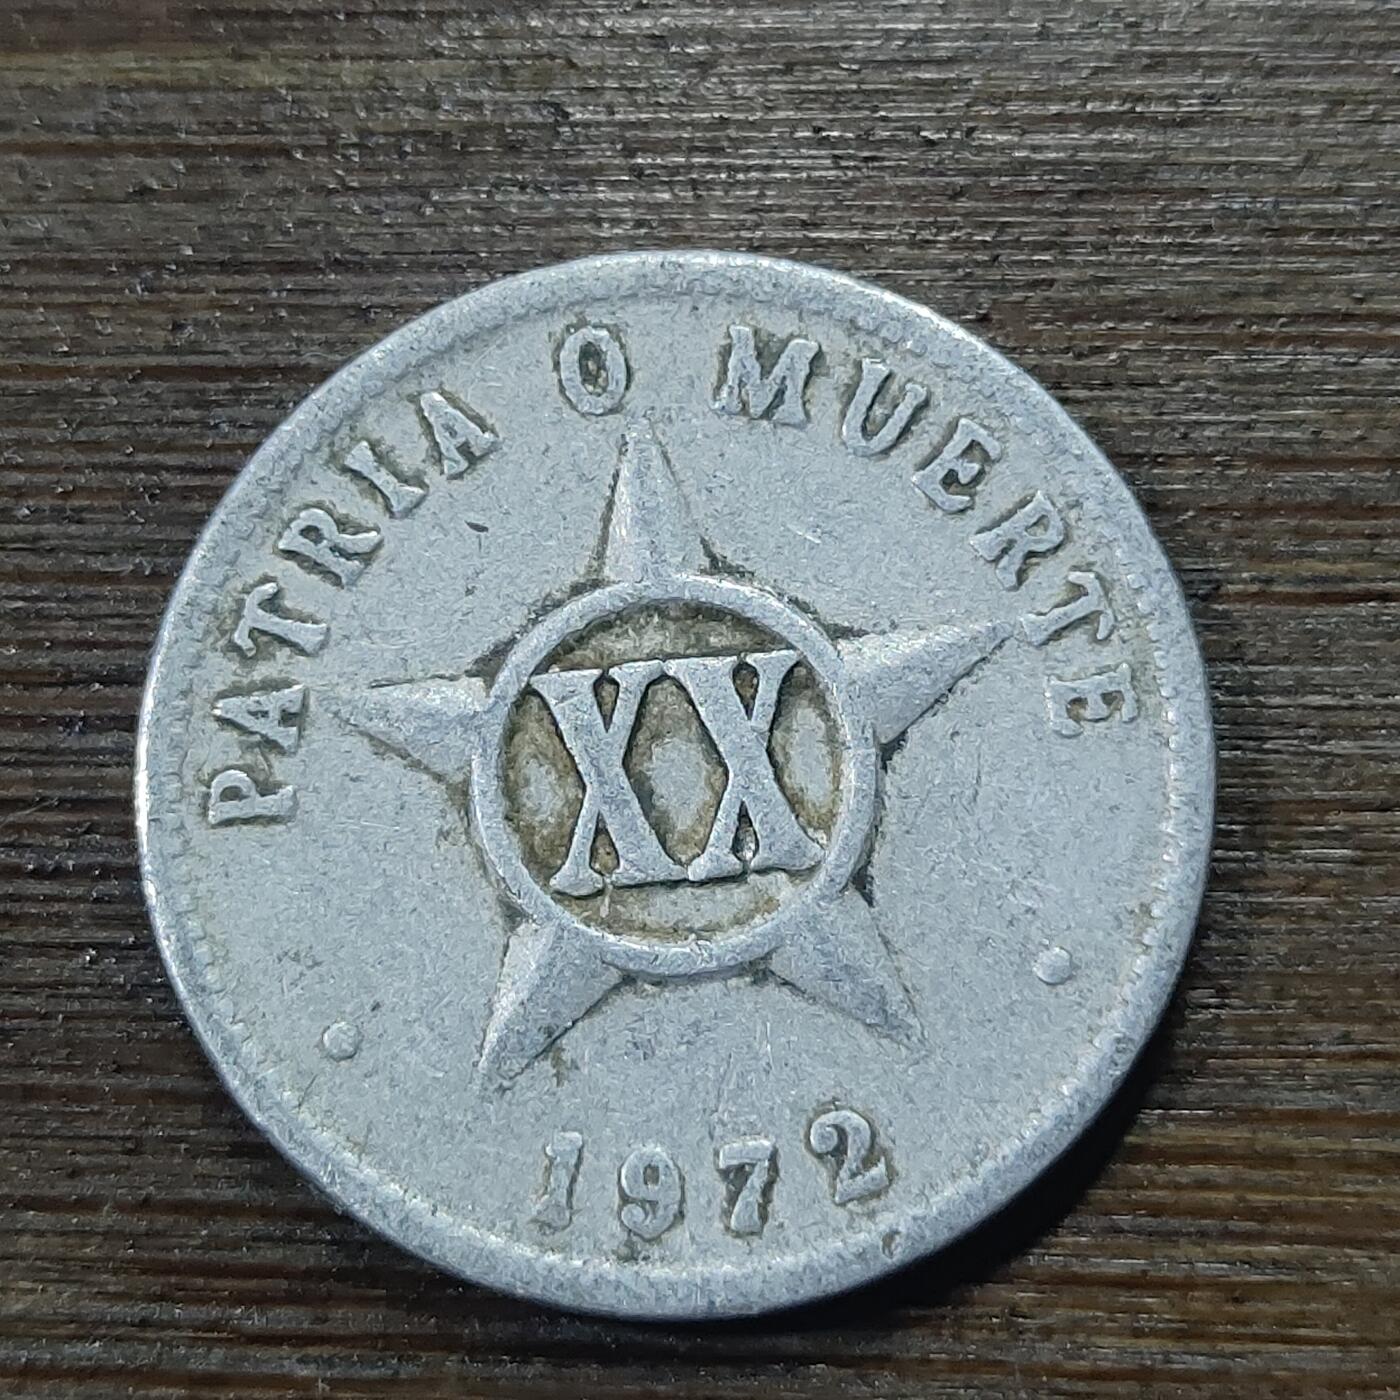 PATRIA O MUERTE
XX
1972